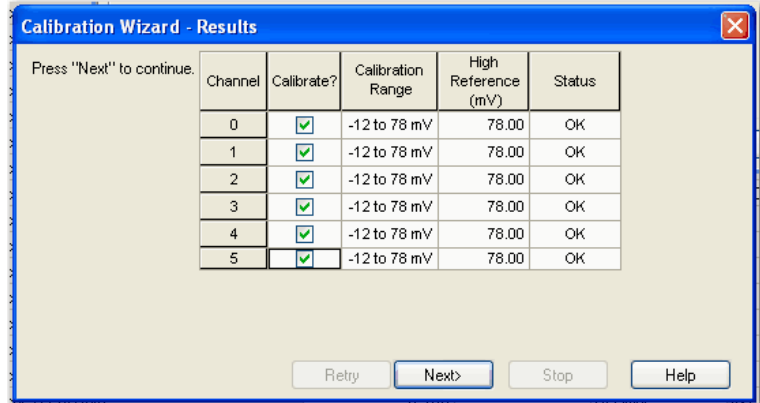 Calibration Wizard - Results
Press "Next" to continue.
Channel Calibrate? Calibration Range High Reference (mV) Status
0 -12 to 78 mV 78.00 OK
1 -12 to 78 mV 78.00 OK
2 -12 to 78 mV 78.00 OK
3 -12 to 78 mV 78.00 OK
4 -12 to 78 mV 78.00 OK
5 -12 to 78 mV 78.00 OK
Retry Next> Stop Help